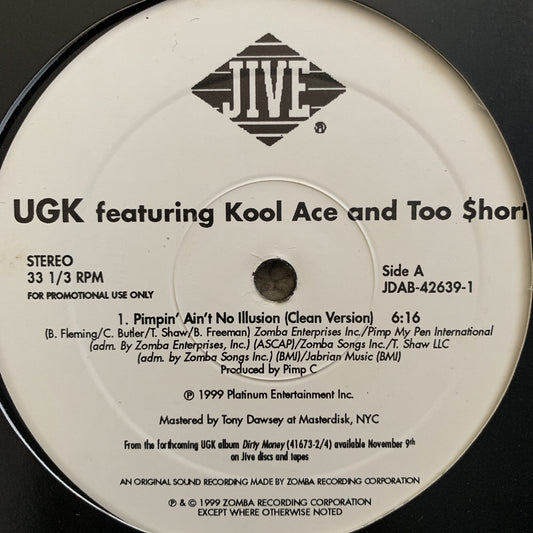 JIVE
®
UGK featuring Kool Ace and Too $hort
STEREO
33 1/3 RPM
FOR PROMOTIONAL USE ONLY
Side A
JDAB-42639-1
1. Pimpin' Ain't No Illusion (Clean Version) 6:16
(B. Fleming/C. Butler/T. Shaw/B. Freeman) Zomba Enterprises Inc./Pimp My Pen International
(adm. By Zomba Enterprises, Inc.) (ASCAP)/Zomba Songs Inc./T. Shaw LLC
(adm. by Zomba Songs Inc.) (BMI)/Jabrian Music (BMI)
Produced by Pimp C
℗ 1999 Platinum Entertainment Inc.
Mastered by Tony Dawsey at Masterdisk, NYC
From the forthcoming UGK album Dirty Money (41673-2/4) available November 9th
on Jive discs and tapes
AN ORIGINAL SOUND RECORDING MADE BY ZOMBA RECORDING CORPORATION
℗ & © 1999 ZOMBA RECORDING CORPORATION
EXCEPT WHERE OTHERWISE NOTED